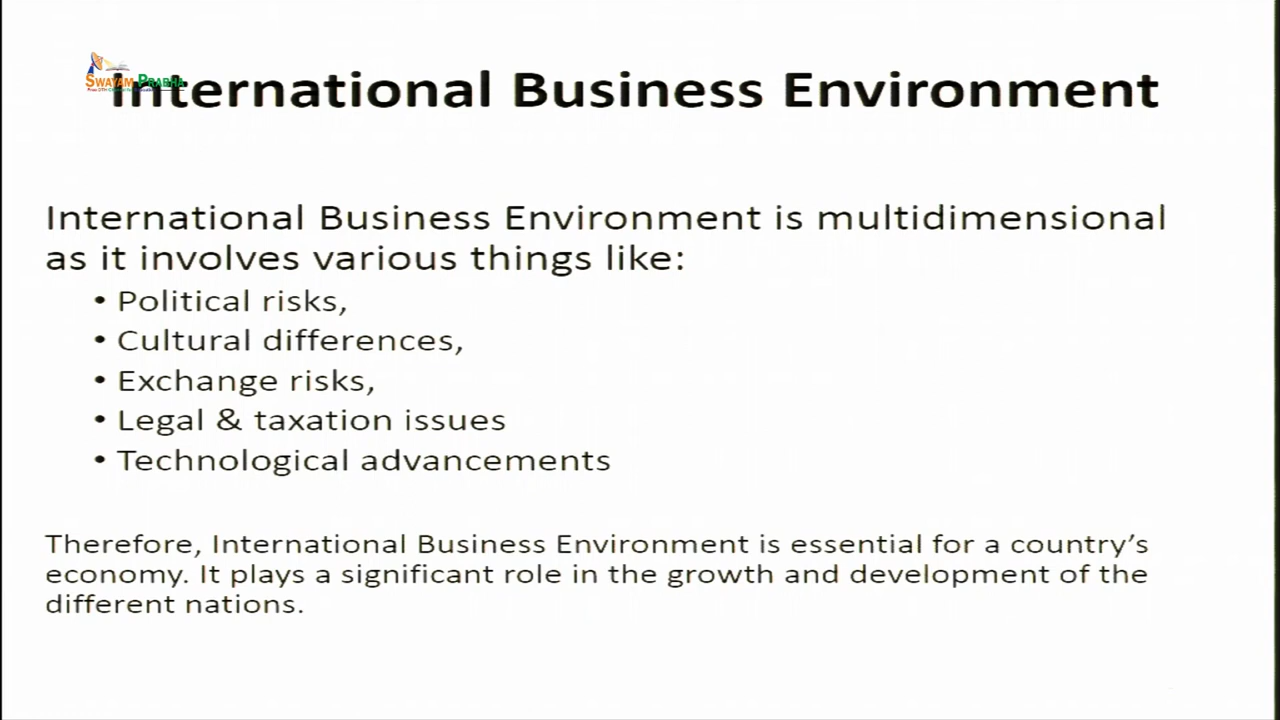 SWAYAM PRABHA
International Business Environment
International Business Environment is multidimensional
as it involves various things like:
• Political risks,
• Cultural differences,
• Exchange risks,
• Legal & taxation issues
• Technological advancements
Therefore, International Business Environment is essential for a country’s
economy. It plays a significant role in the growth and development of the
different nations.